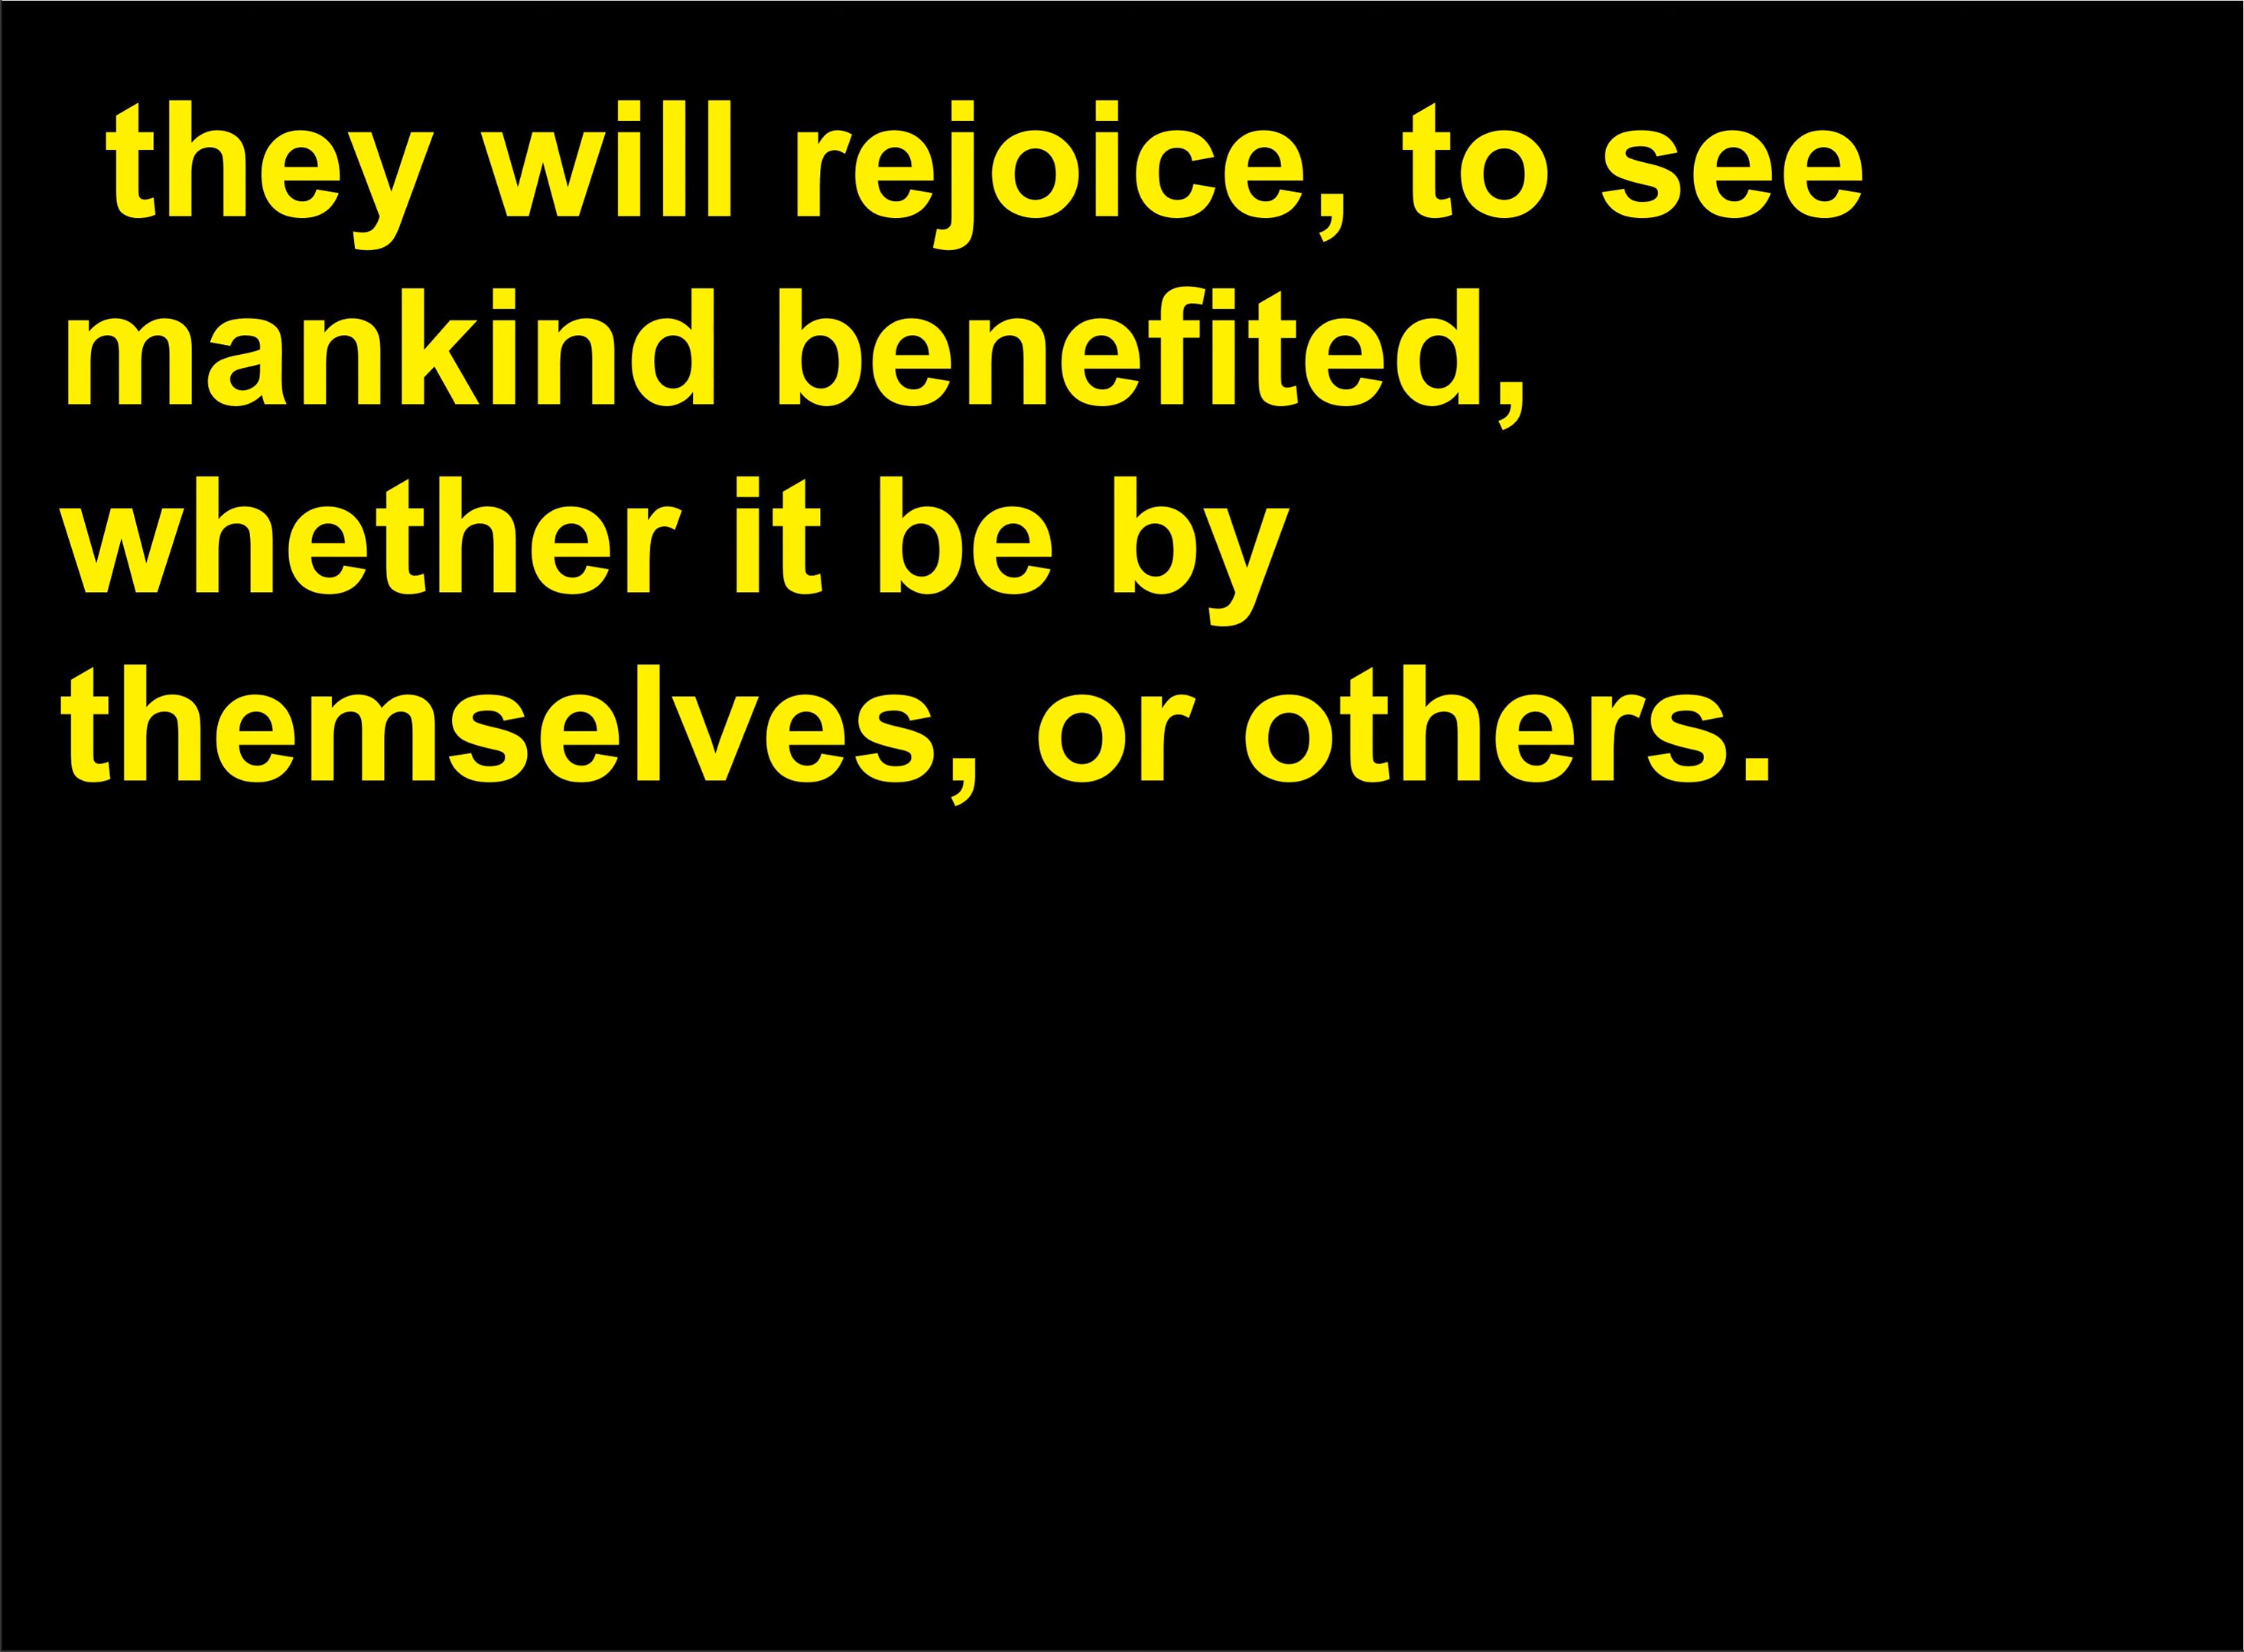 they will rejoice, to see
mankind benefited,
whether it be by
themselves, or others.